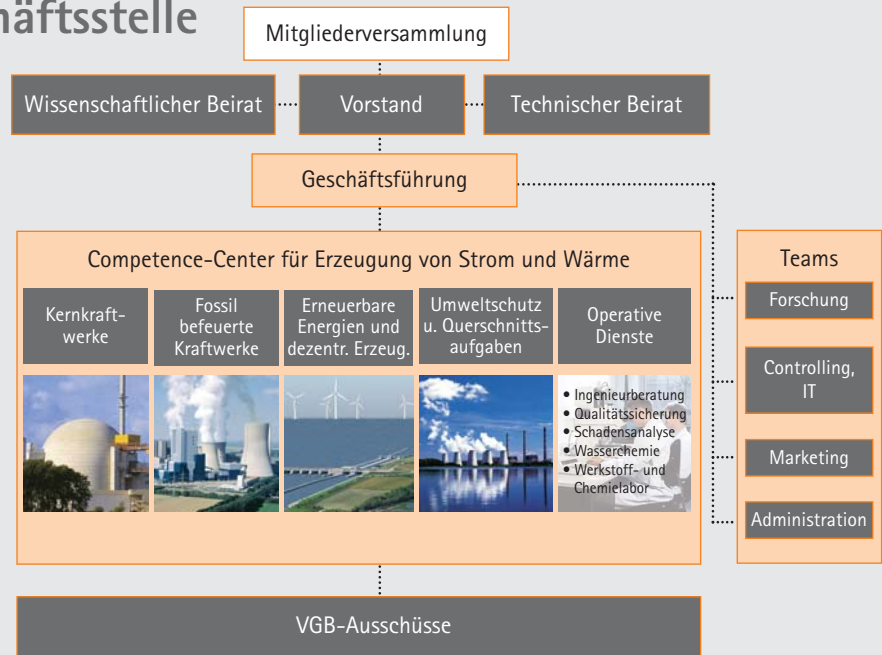 häftsstelle
Mitgliederversammlung
Wissenschaftlicher Beirat
Vorstand
Technischer Beirat
Geschäftsführung
Competence-Center für Erzeugung von Strom und Wärme
Kernkraft-
werke
Fossil
befeuerte
Kraftwerke
Erneuerbare
Energien und
dezentr. Erzeug.
Umweltschutz
u. Querschnitts-
aufgaben
Operative
Dienste
• Ingenieurberatung
• Qualitätssicherung
• Schadensanalyse
• Wasserchemie
• Werkstoff- und
Chemielabor
Teams
Forschung
Controlling,
IT
Marketing
Administration
VGB-Ausschüsse